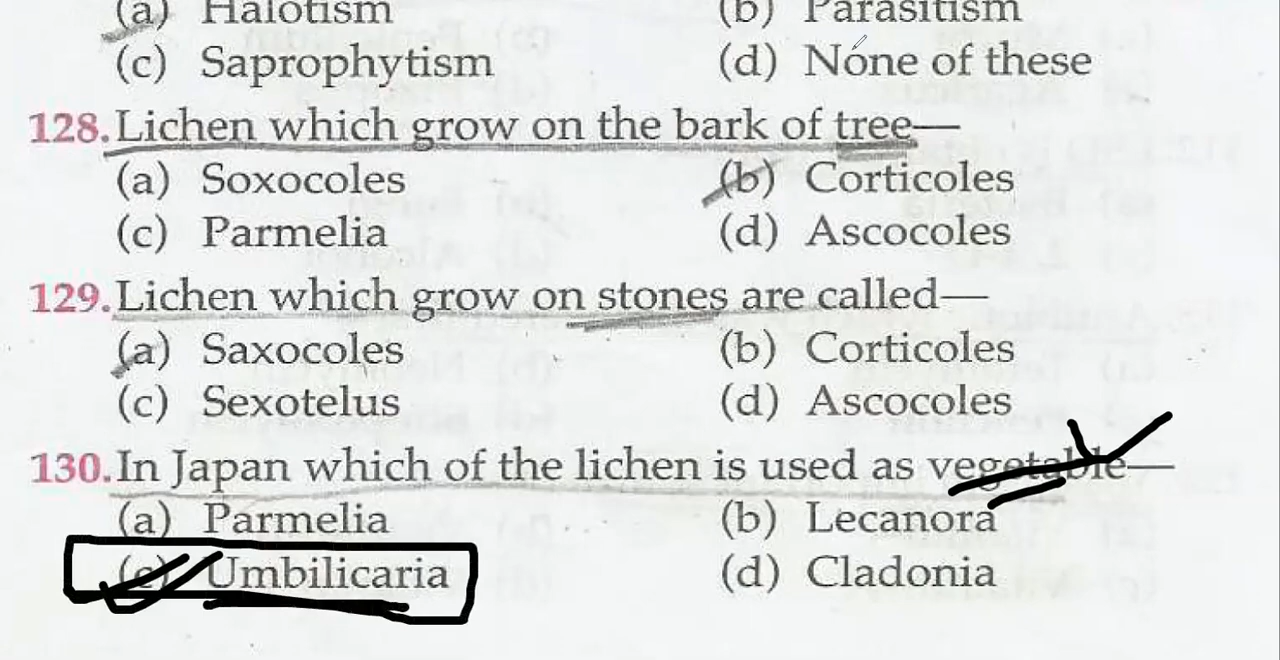 (a) Halotism (b) Parasitism
(c) Saprophytism (d) None of these
128. Lichen which grow on the bark of tree—
(a) Soxocoles (b) Corticoles
(c) Parmelia (d) Ascocoles
129. Lichen which grow on stones are called—
(a) Saxocoles (b) Corticoles
(c) Sexotelus (d) Ascocoles
130. In Japan which of the lichen is used as vegetable—
(a) Parmelia (b) Lecanora
(c) Umbilicaria (d) Cladonia